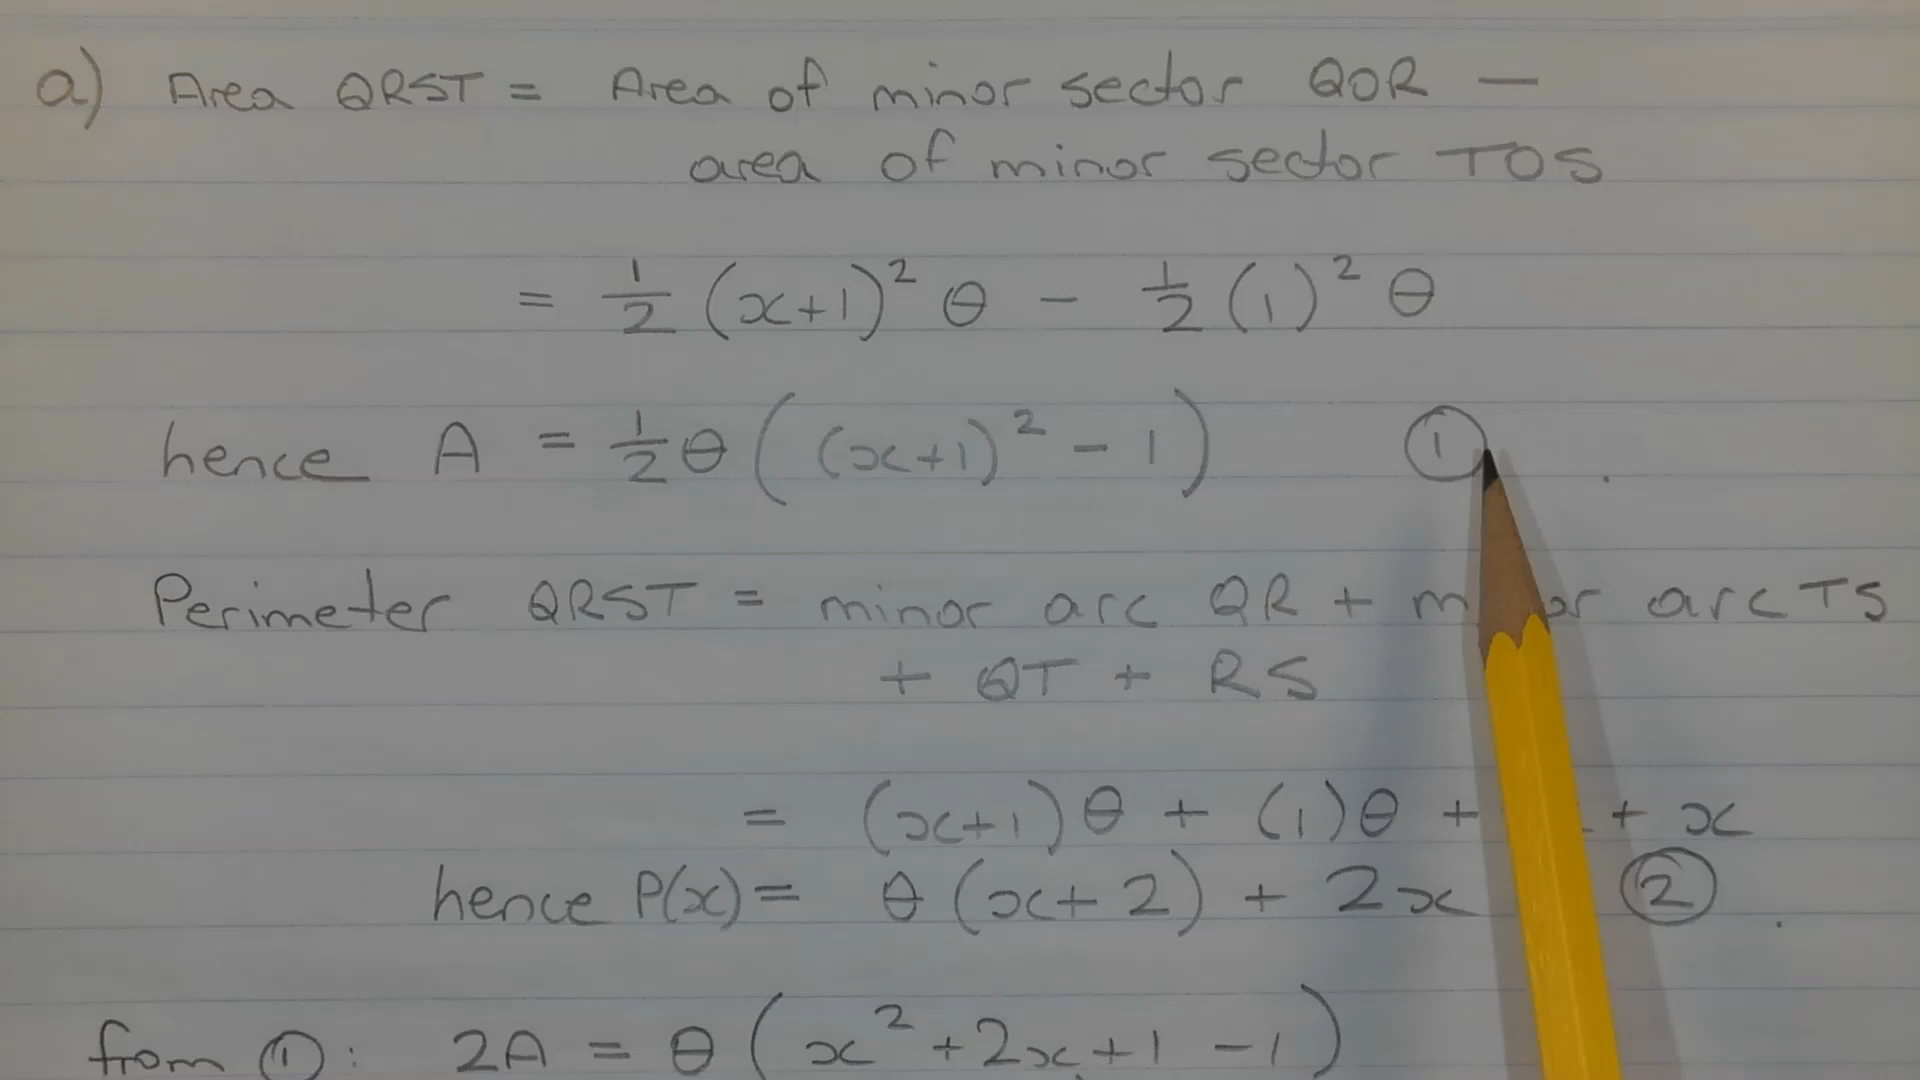 a) Area QRST = Area of minor sector QOR −
area of minor sector TOS
= 1/2 (x+1)² θ − 1/2 (1)² θ
hence A = 1/2 θ ( (x+1)² − 1 ) ①
Perimeter QRST = minor arc QR + arc TS
+ QT + RS
= (x+1) θ + (1) θ + + x
hence P(x) = θ (x+2) + 2x ②
from ①: 2A = θ ( x² + 2x + 1 − 1 )